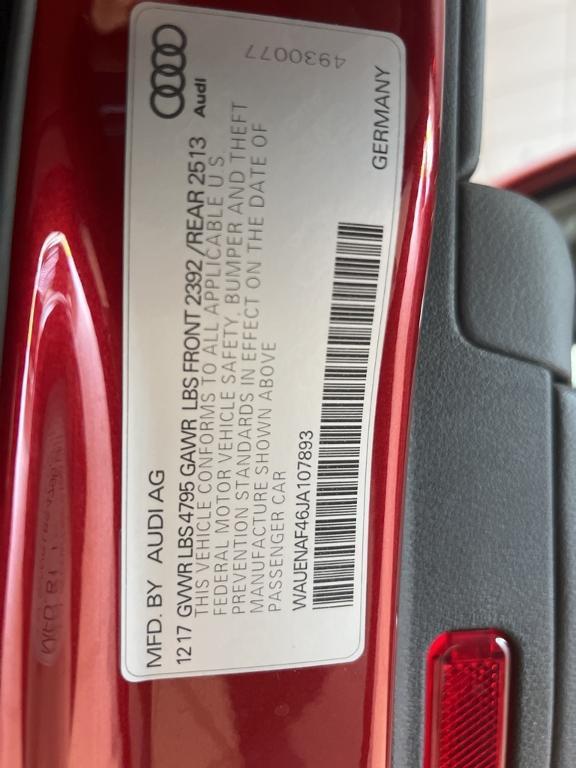 MFD. BY AUDI AG
Audi
12 17 GVWR LBS 4795 GAWR LBS FRONT 2392 /REAR 2513
THIS VEHICLE CONFORMS TO ALL APPLICABLE U S
FEDERAL MOTOR VEHICLE SAFETY, BUMPER AND THEFT
PREVENTION STANDARDS IN EFFECT ON THE DATE OF
MANUFACTURE SHOWN ABOVE
PASSENGER CAR
WAUENAF46JA107893
GERMANY
4930077